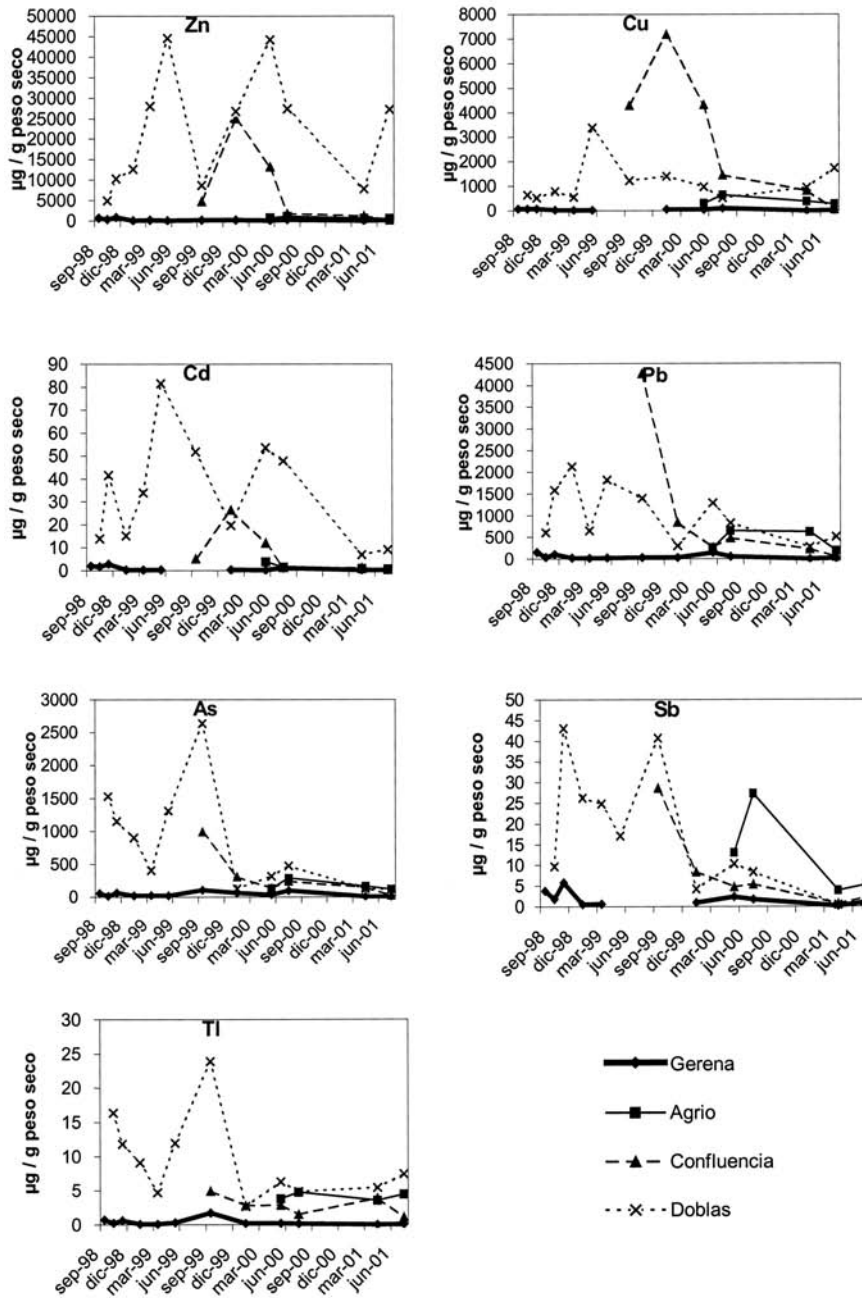 Zn
µg / g peso seco
50000
45000
40000
35000
30000
25000
20000
15000
10000
5000
0
sep-98
dic-98
mar-99
jun-99
sep-99
dic-99
mar-00
jun-00
sep-00
dic-00
mar-01
jun-01
Cu
µg / g peso seco
8000
7000
6000
5000
4000
3000
2000
1000
0
sep-98
dic-98
mar-99
jun-99
sep-99
dic-99
mar-00
jun-00
sep-00
dic-00
mar-01
jun-01
Cd
µg / g peso seco
90
80
70
60
50
40
30
20
10
0
sep-98
dic-98
mar-99
jun-99
sep-99
dic-99
mar-00
jun-00
sep-00
dic-00
mar-01
jun-01
Pb
µg / g peso seco
4500
4000
3500
3000
2500
2000
1500
1000
500
0
sep-98
dic-98
mar-99
jun-99
sep-99
dic-99
mar-00
jun-00
sep-00
dic-00
mar-01
jun-01
As
µg / g peso seco
3000
2500
2000
1500
1000
500
0
sep-98
dic-98
mar-99
jun-99
sep-99
dic-99
mar-00
jun-00
sep-00
dic-00
mar-01
jun-01
Sb
µg / g peso seco
50
45
40
35
30
25
20
15
10
5
0
sep-98
dic-98
mar-99
jun-99
sep-99
dic-99
mar-00
jun-00
sep-00
dic-00
mar-01
jun-01
Tl
µg / g peso seco
30
25
20
15
10
5
0
sep-98
dic-98
mar-99
jun-99
sep-99
dic-99
mar-00
jun-00
sep-00
dic-00
mar-01
jun-01
Gerena
Agrio
Confluencia
Doblas